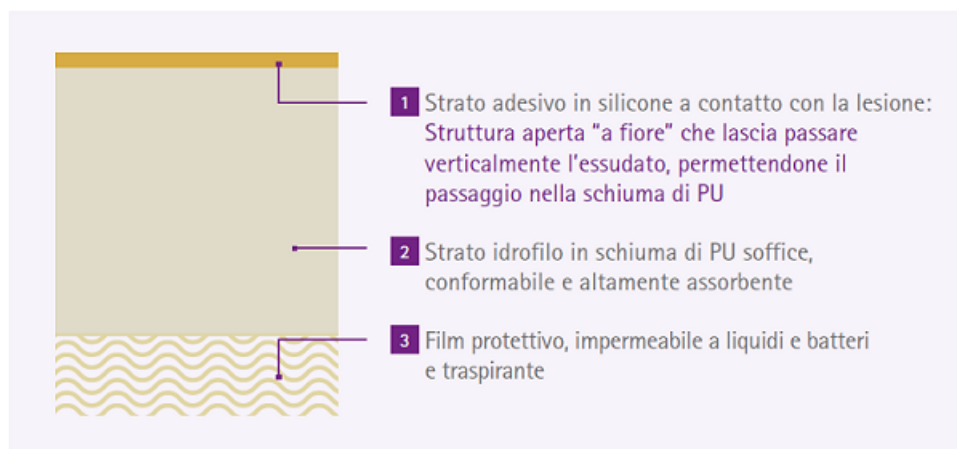 1 Strato adesivo in silicone a contatto con la lesione:
Struttura aperta “a fiore” che lascia passare
verticalmente l’essudato, permettendone il
passaggio nella schiuma di PU
2 Strato idrofilo in schiuma di PU soffice,
conformabile e altamente assorbente
3 Film protettivo, impermeabile a liquidi e batteri
e traspirante